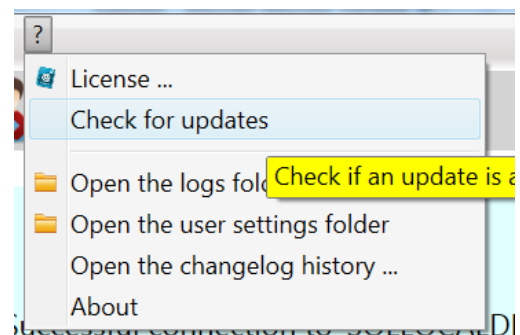 ?
License ...
Check for updates
Open the logs
Check if an update is
Open the user settings folder
Open the changelog history ...
About